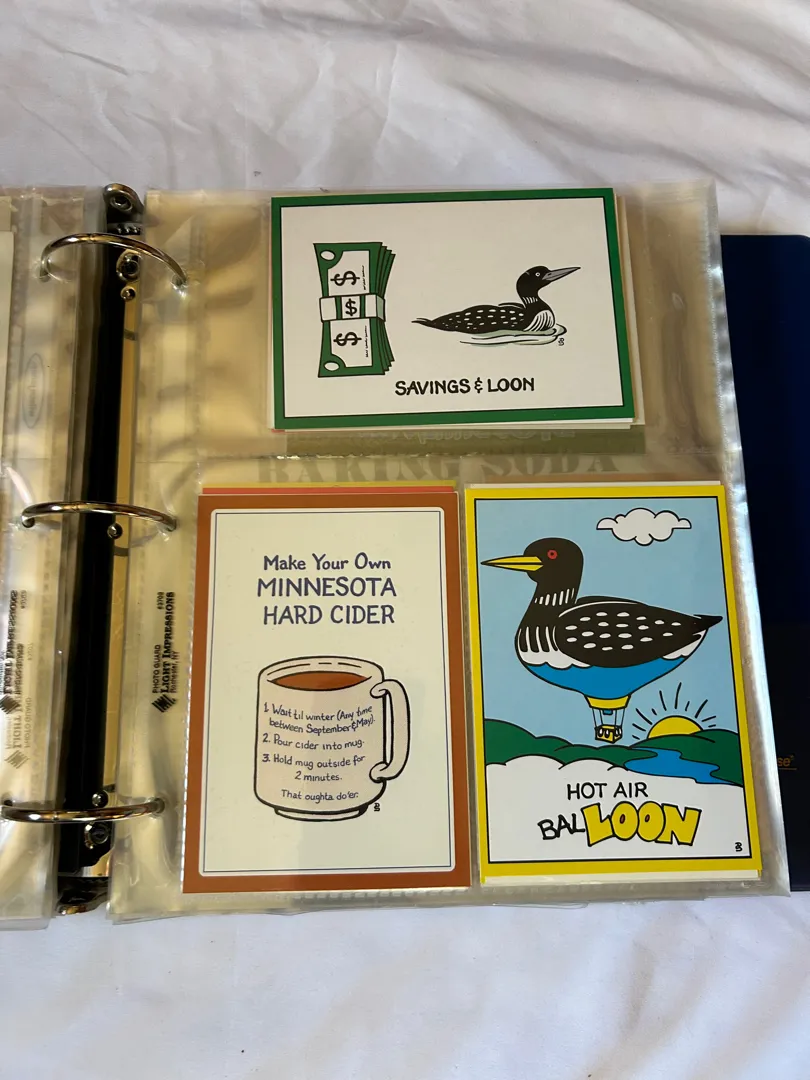 $
$
$
SAVINGS & LOON
BAKING SODA
Make Your Own
MINNESOTA
HARD CIDER
1. Wait til winter (Any time
between September & May).
2. Pour cider into mug.
3. Hold mug outside for
2 minutes.
That oughta do'er.
HOT AIR
BALLOON
PHOTO GUARD
LIGHT IMPRESSIONS